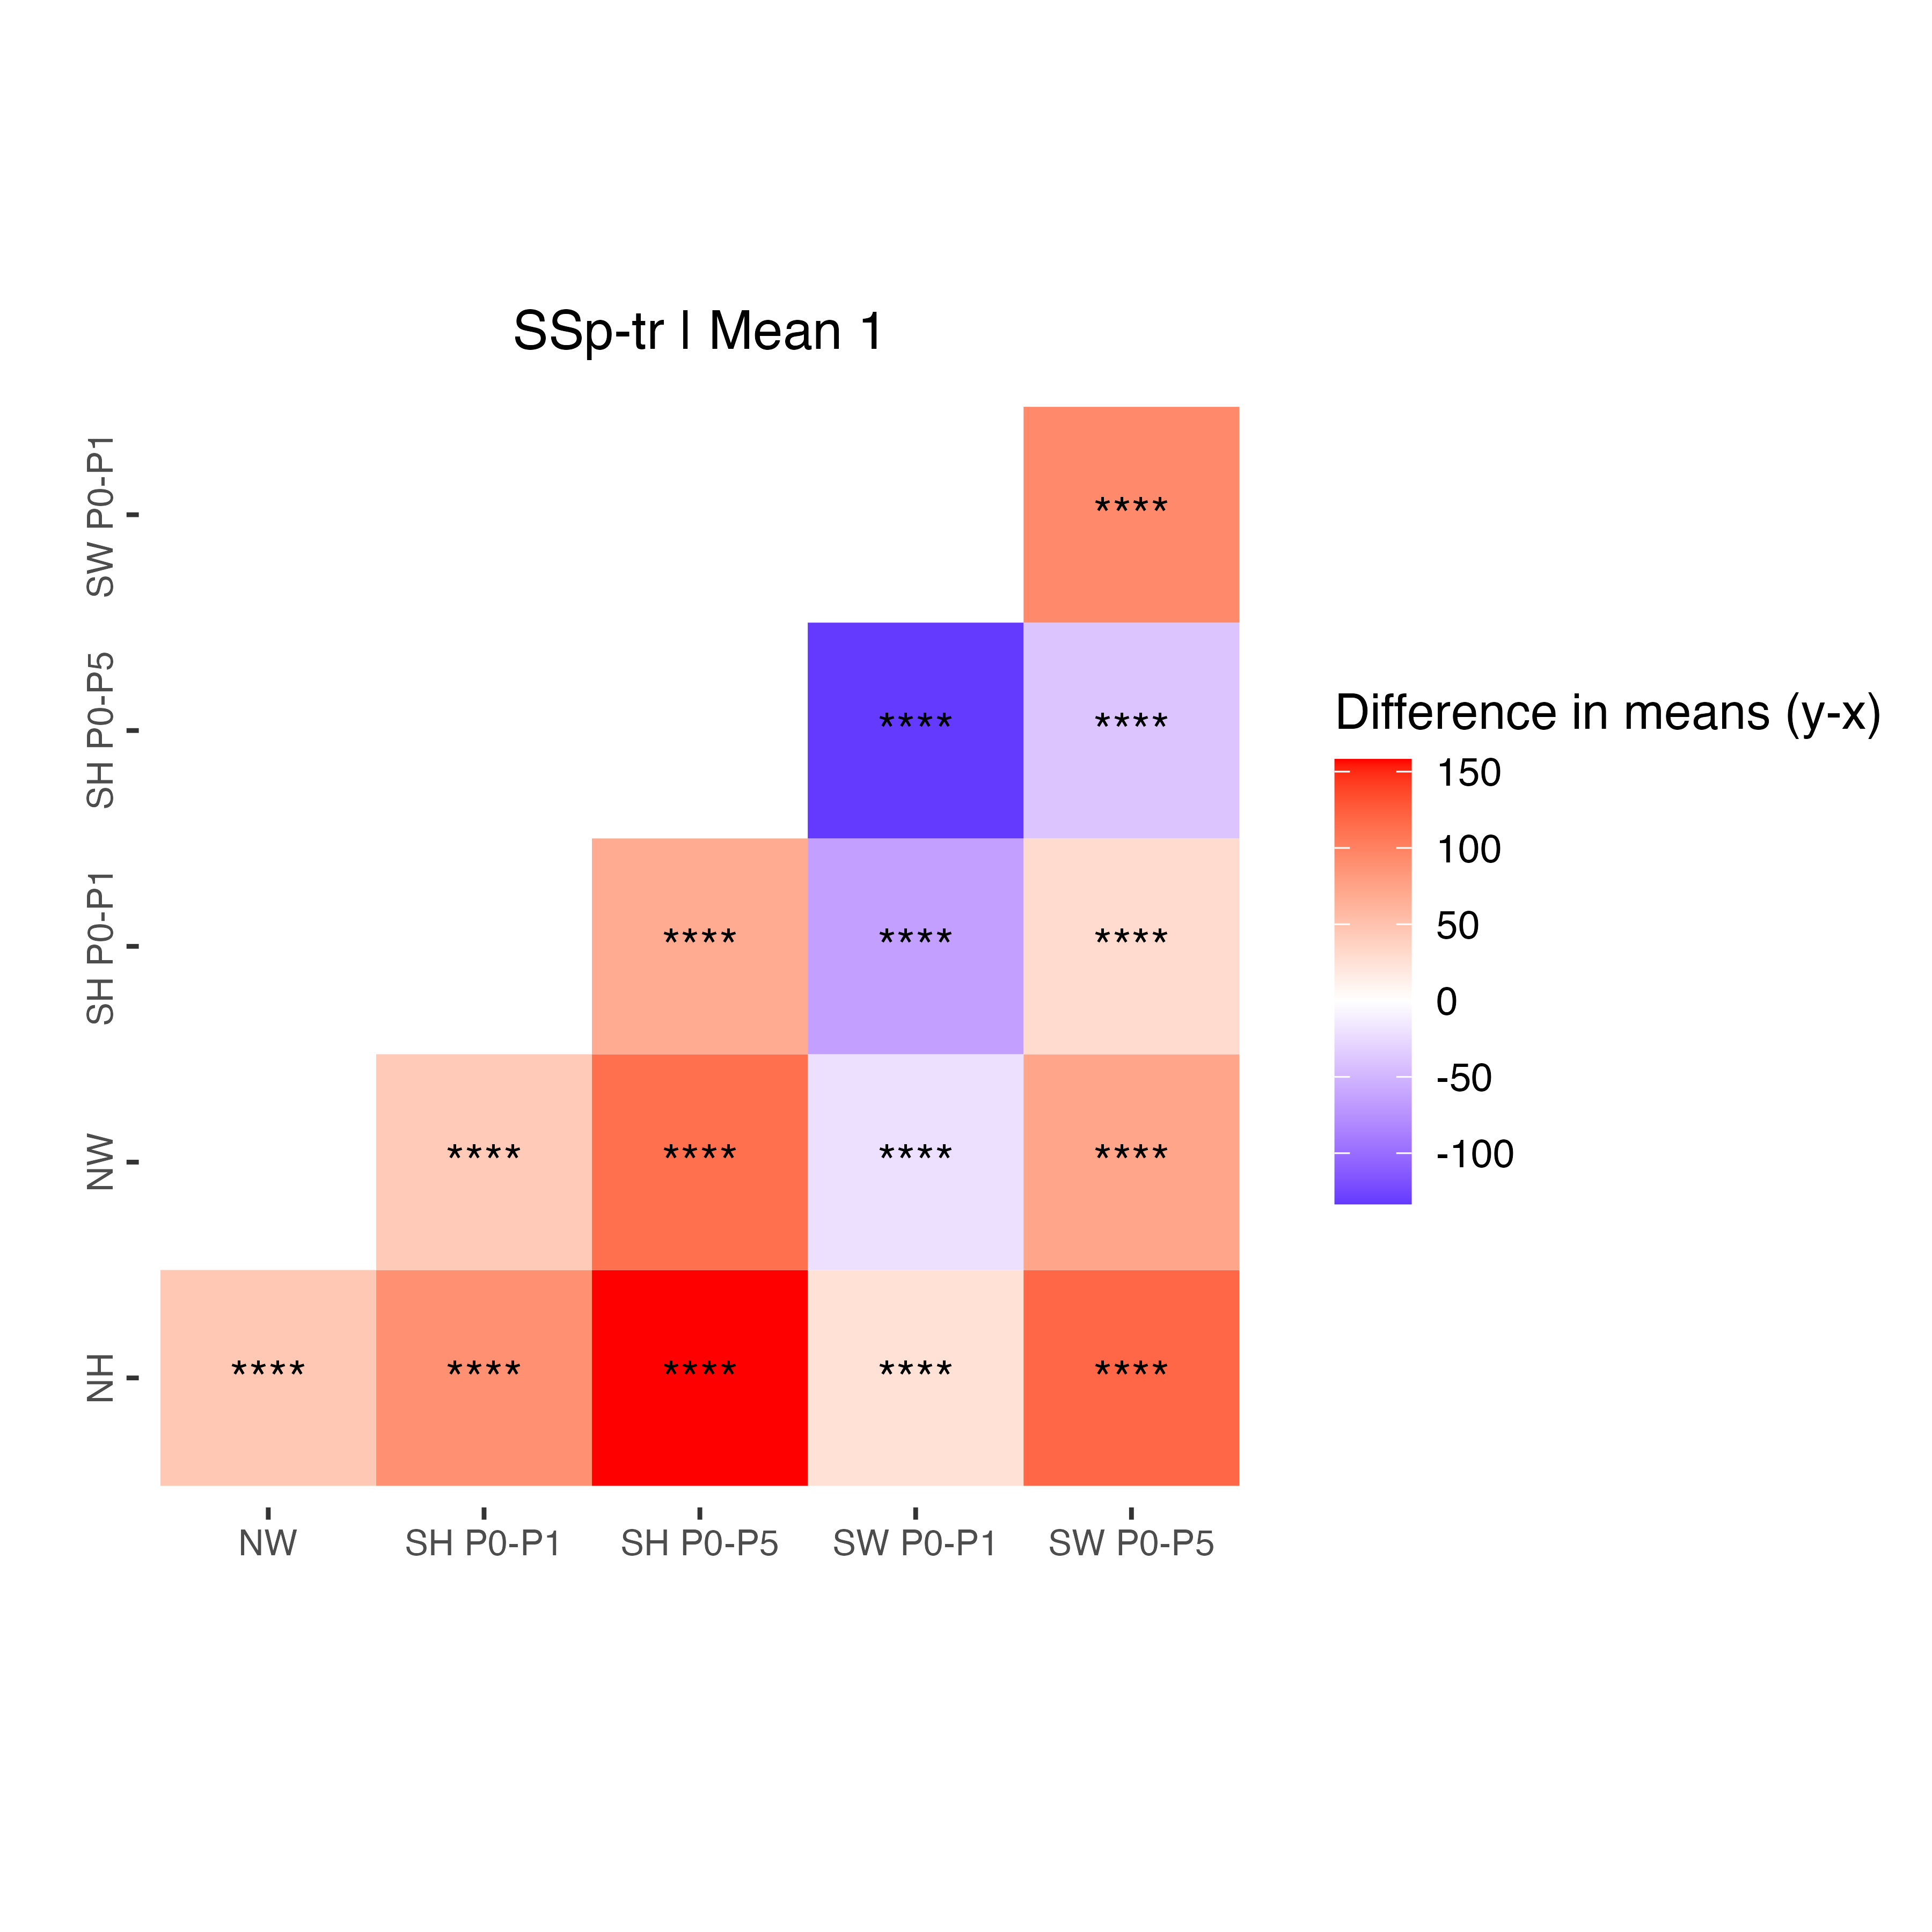 SSp-tr | Mean 1
SW P0-P1
****
SH P0-P5
**** ****
SH P0-P1
**** **** ****
NW
**** **** **** ****
NH
**** **** **** **** ****
NW SH P0-P1 SH P0-P5 SW P0-P1 SW P0-P5
Difference in means (y-x)
150
100
50
0
-50
-100